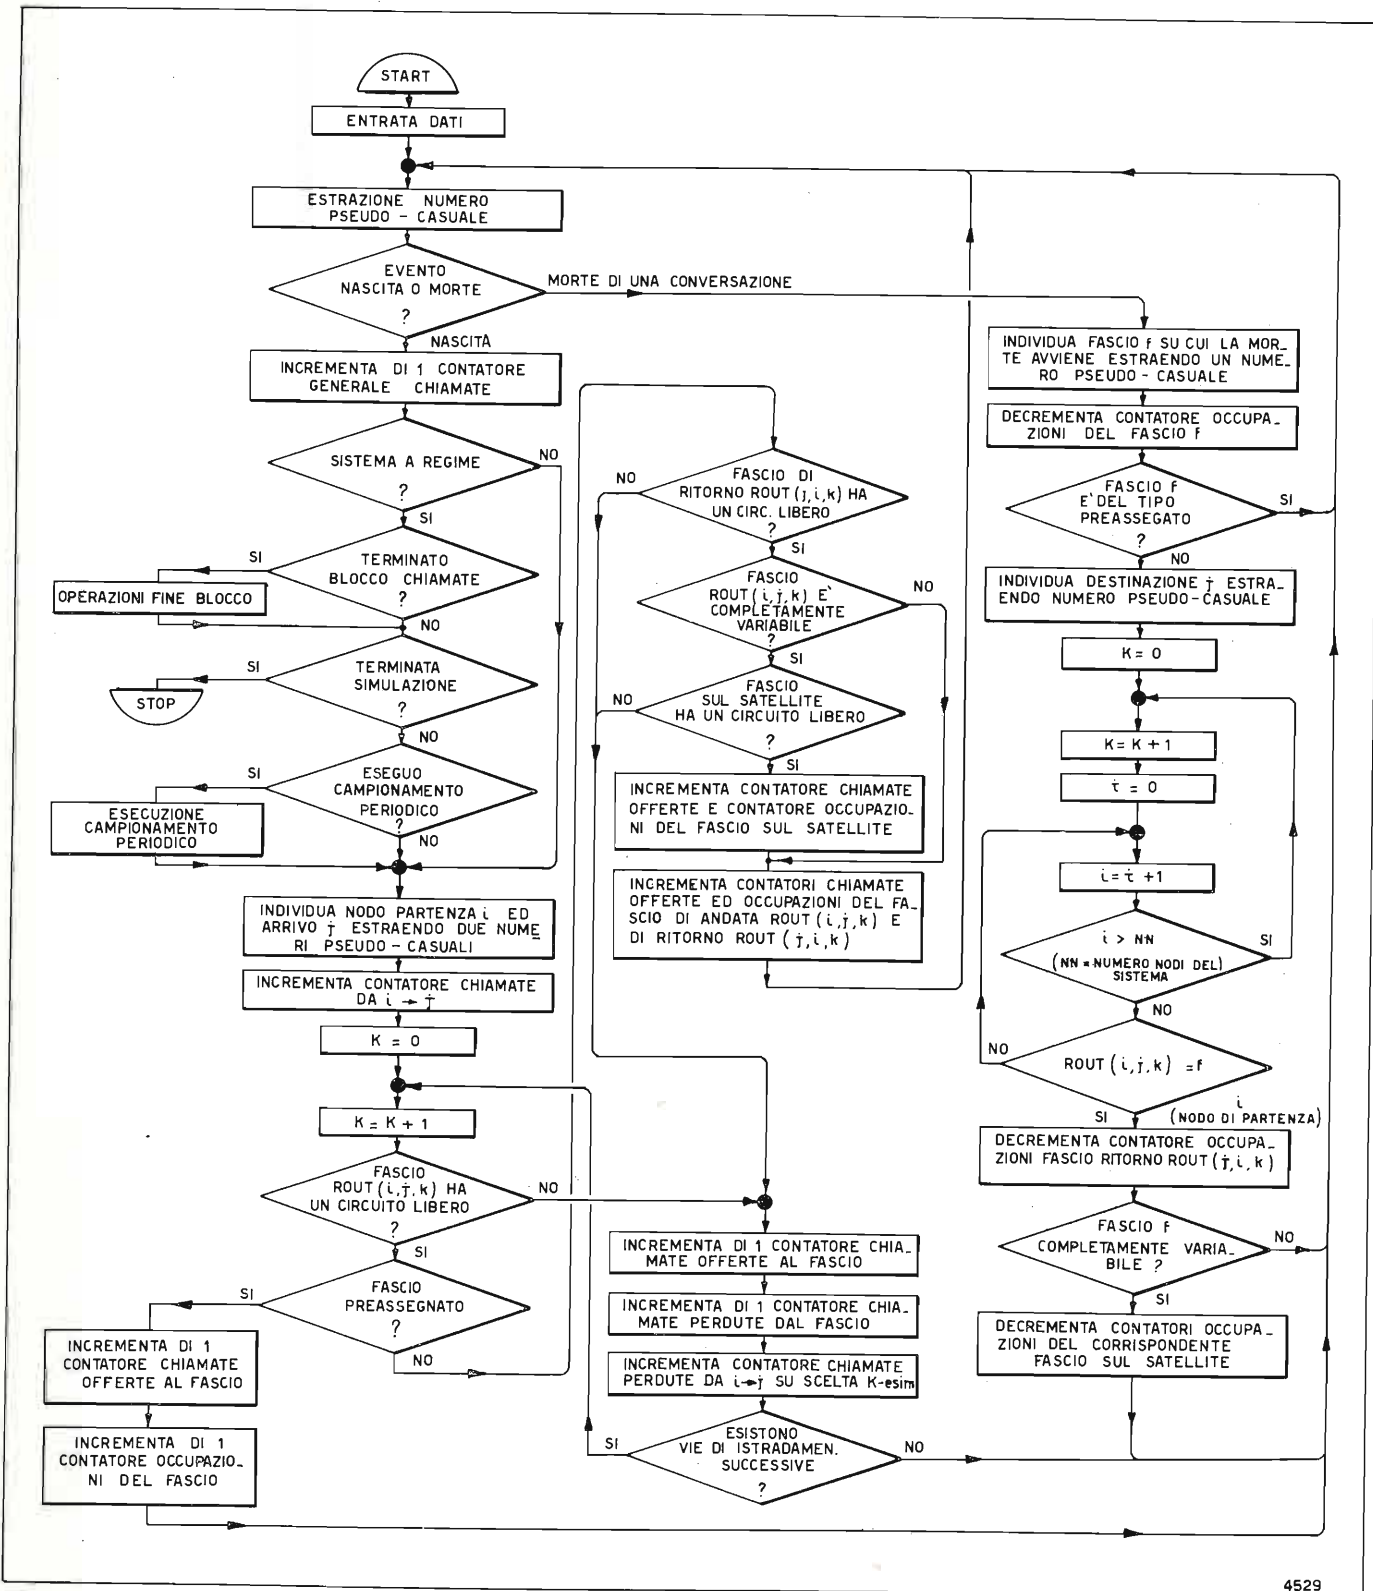 START
ENTRATA DATI
ESTRAZIONE NUMERO
PSEUDO - CASUALE
EVENTO
NASCITA O MORTE
?
MORTE DI UNA CONVERSAZIONE
NASCITÀ
INCREMENTA DI 1 CONTATORE
GENERALE CHIAMATE
SISTEMA A REGIME
?
NO
SI
TERMINATO
BLOCCO CHIAMATE
?
SI
OPERAZIONI FINE BLOCCO
NO
TERMINATA
SIMULAZIONE
?
SI
STOP
NO
ESEGUO
CAMPIONAMENTO
PERIODICO
?
SI
ESECUZIONE
CAMPIONAMENTO
PERIODICO
NO
INDIVIDUA NODO PARTENZA i ED
ARRIVO j ESTRAENDO DUE NUME_
RI PSEUDO - CASUALI
INCREMENTA CONTATORE CHIAMATE
DA i → j
K = 0
K = K + 1
FASCIO
ROUT (i,j,k) HA
UN CIRCUITO LIBERO
?
NO
SI
FASCIO
PREASSEGNATO
?
SI
NO
INCREMENTA DI 1
CONTATORE CHIAMATE
OFFERTE AL FASCIO
INCREMENTA DI 1
CONTATORE OCCUPAZIO_
NI DEL FASCIO
FASCIO DI
RITORNO ROUT (j,i,k) HA
UN CIRC. LIBERO
?
NO
SI
FASCIO
ROUT (i,j,k) E'
COMPLETAMENTE
VARIABILE
?
NO
SI
FASCIO
SUL SATELLITE
HA UN CIRCUITO LIBERO
?
NO
SI
INCREMENTA CONTATORE CHIAMATE
OFFERTE E CONTATORE OCCUPAZIO_
NI DEL FASCIO SUL SATELLITE
INCREMENTA CONTATORI CHIAMATE
OFFERTE ED OCCUPAZIONI DEL FA_
SCIO DI ANDATA ROUT (i,j,k) E
DI RITORNO ROUT (j,i,k)
INCREMENTA DI 1 CONTATORE CHIA_
MATE OFFERTE AL FASCIO
INCREMENTA DI 1 CONTATORE CHIA_
MATE PERDUTE DAL FASCIO
INCREMENTA CONTATORE CHIAMATE
PERDUTE DA i→j SU SCELTA K-esim
ESISTONO
VIE DI ISTRADAMEN.
SUCCESSIVE
?
SI
NO
INDIVIDUA FASCIO f SU CUI LA MOR_
TE AVVIENE ESTRAENDO UN NUME_
RO PSEUDO - CASUALE
DECREMENTA CONTATORE OCCUPA_
ZIONI DEL FASCIO f
FASCIO f
E' DEL TIPO
PREASSEGATO
?
SI
NO
INDIVIDUA DESTINAZIONE j ESTRA_
ENDO NUMERO PSEUDO-CASUALE
K = 0
K = K + 1
i = 0
i = i + 1
i > NN
(NN = NUMERO NODI DEL)
SISTEMA
SI
NO
ROUT (i,j,k) = f
NO
SI
i
(NODO DI PARTENZA)
DECREMENTA CONTATORE OCCUPA_
ZIONI FASCIO RITORNO ROUT (j,i,k)
FASCIO f
COMPLETAMENTE VARIA_
BILE ?
NO
SI
DECREMENTA CONTATORI OCCUPA_
ZIONI DEL CORRISPONDENTE
FASCIO SUL SATELLITE
4529